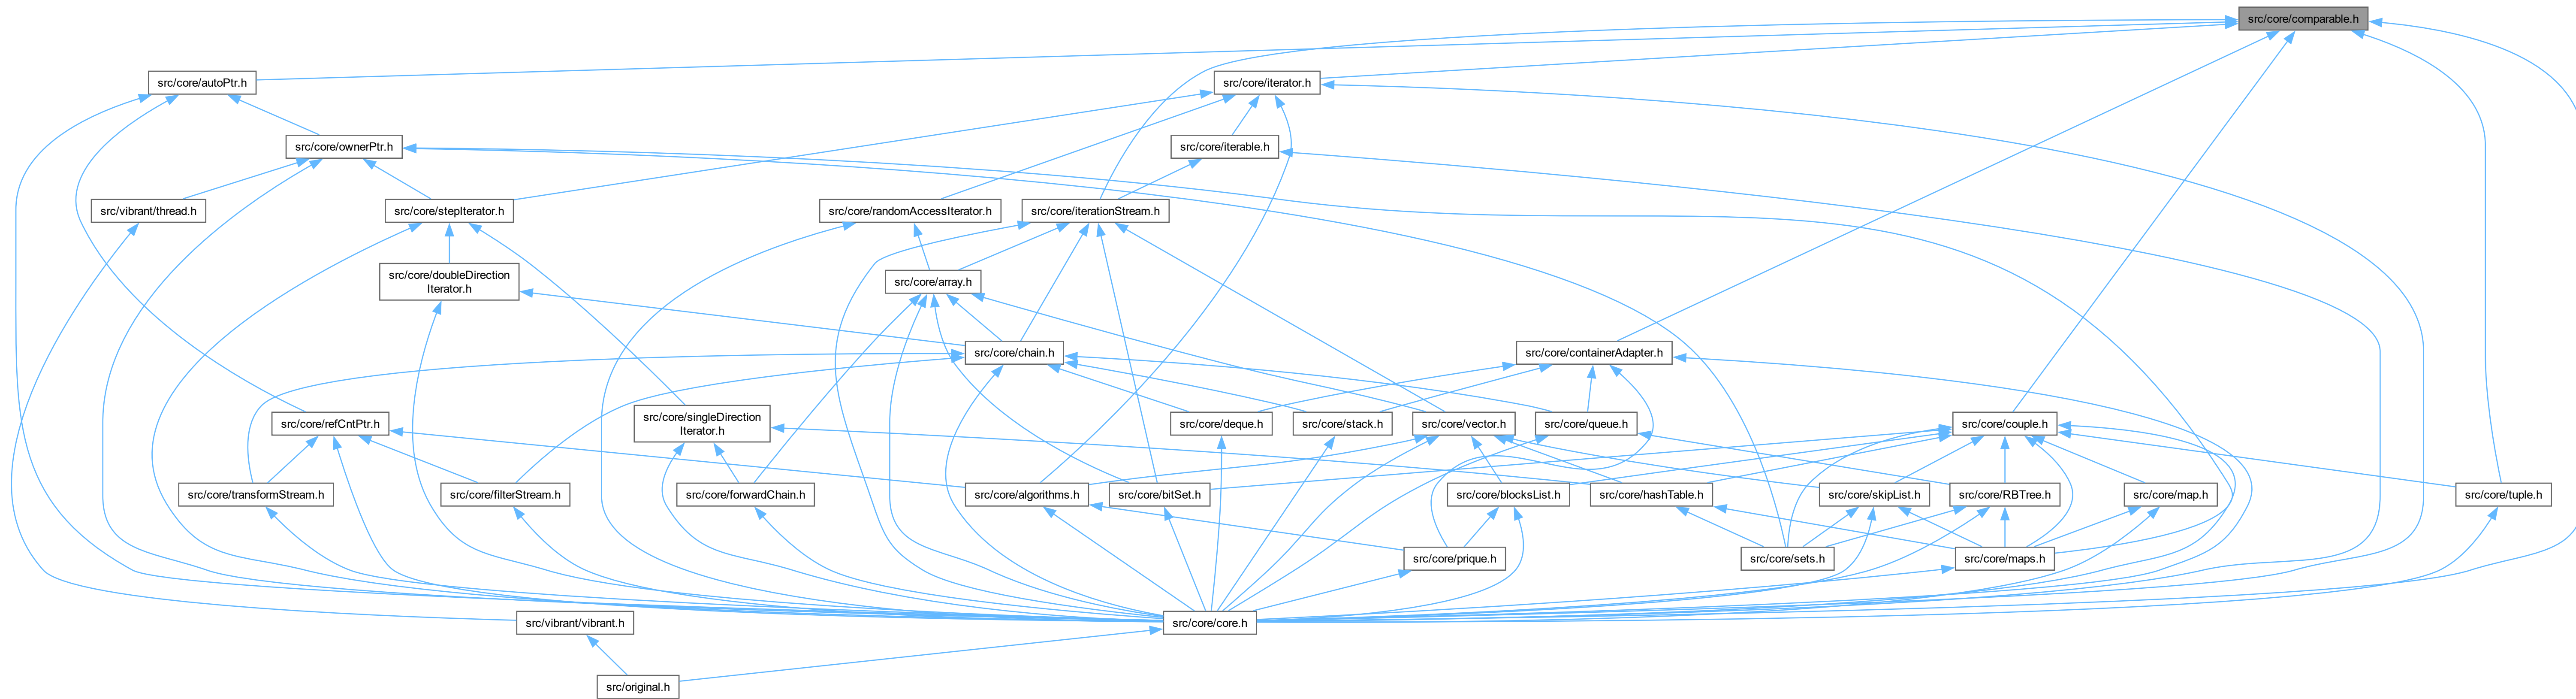 src/core/comparable.h
src/core/autoPtr.h
src/core/iterator.h
src/core/ownerPtr.h
src/core/iterable.h
src/vibrant/thread.h
src/core/stepIterator.h
src/core/randomAccessIterator.h
src/core/iterationStream.h
src/core/doubleDirection
Iterator.h
src/core/array.h
src/core/chain.h
src/core/containerAdapter.h
src/core/refCntPtr.h
src/core/singleDirection
Iterator.h
src/core/deque.h
src/core/stack.h
src/core/vector.h
src/core/queue.h
src/core/couple.h
src/core/transformStream.h
src/core/filterStream.h
src/core/forwardChain.h
src/core/algorithms.h
src/core/bitSet.h
src/core/blocksList.h
src/core/hashTable.h
src/core/skipList.h
src/core/RBTree.h
src/core/map.h
src/core/tuple.h
src/core/prique.h
src/core/sets.h
src/core/maps.h
src/vibrant/vibrant.h
src/core/core.h
src/original.h